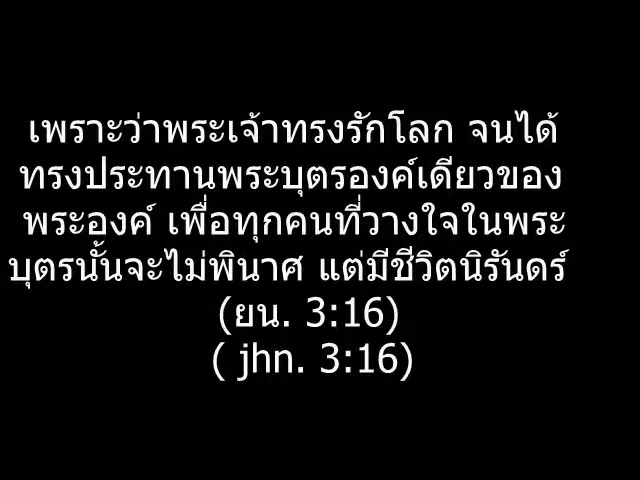 เพราะว่าพระเจ้าทรงรักโลก จนได้
ทรงประทานพระบุตรองค์เดียวของ
พระองค์ เพื่อทุกคนที่วางใจในพระ
บุตรนั้นจะไม่พินาศ แต่มีชีวิตนิรันดร์
(ยน. 3:16)
( jhn. 3:16)